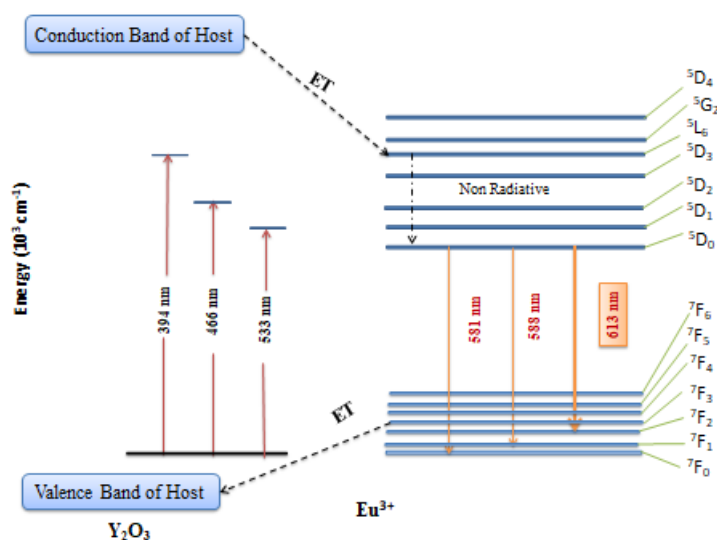 Conduction Band of Host
ET
⁵D₄
⁵G₂
⁵L₆
⁵D₃
Non Radiative
⁵D₂
⁵D₁
⁵D₀
Energy (10³ cm⁻¹)
394 nm
466 nm
533 nm
581 nm
588 nm
613 nm
⁷F₆
⁷F₅
⁷F₄
⁷F₃
⁷F₂
⁷F₁
⁷F₀
ET
Valence Band of Host
Y₂O₃
Eu³⁺